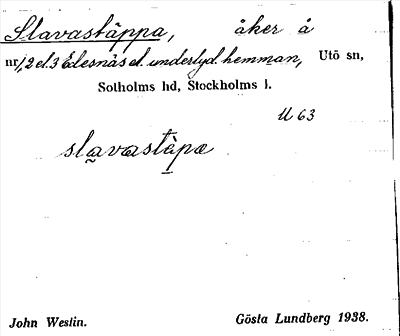 Slavastäppa, åker å
nr 1, 2 el. 3 Edesnäs el. underlyd. hemman, Utö sn,
Sotholms hd, Stockholms l.
U 63
slavastäpa
John Westin. Gösta Lundberg 1938.